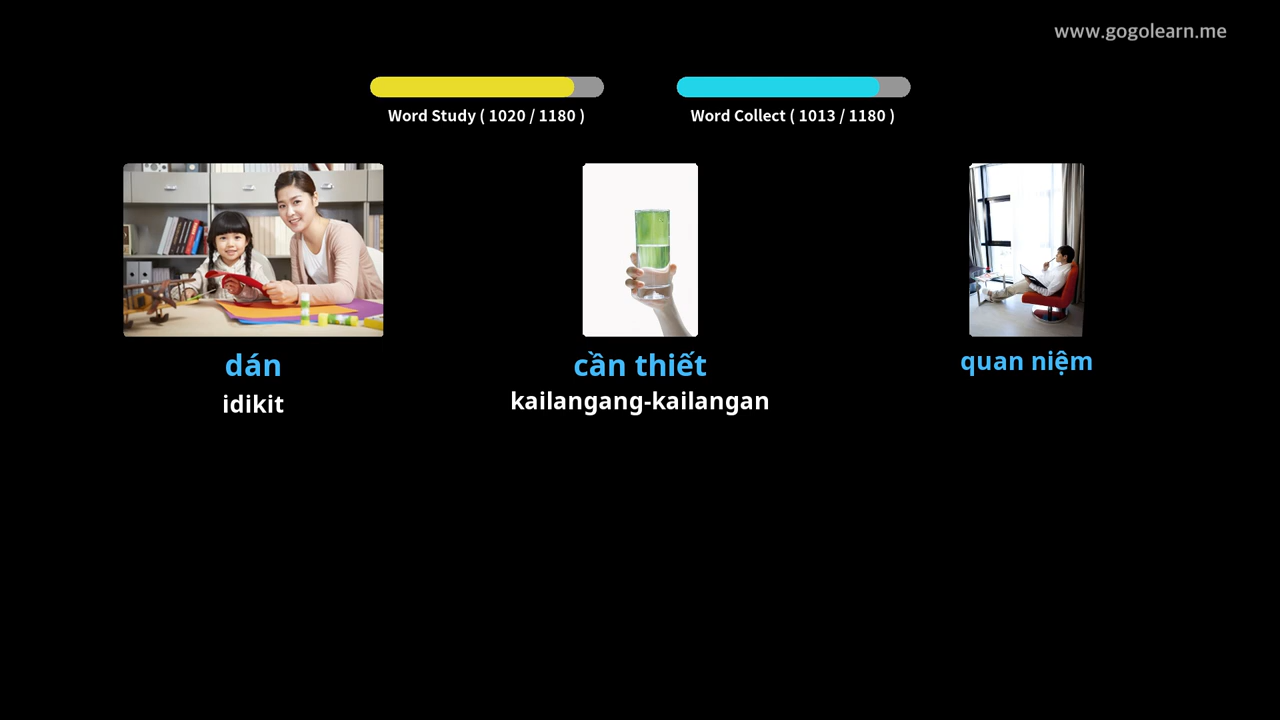 www.gogolearn.me
Word Study ( 1020 / 1180 )
Word Collect ( 1013 / 1180 )
dán
cần thiết
quan niệm
idikit
kailangang-kailangan